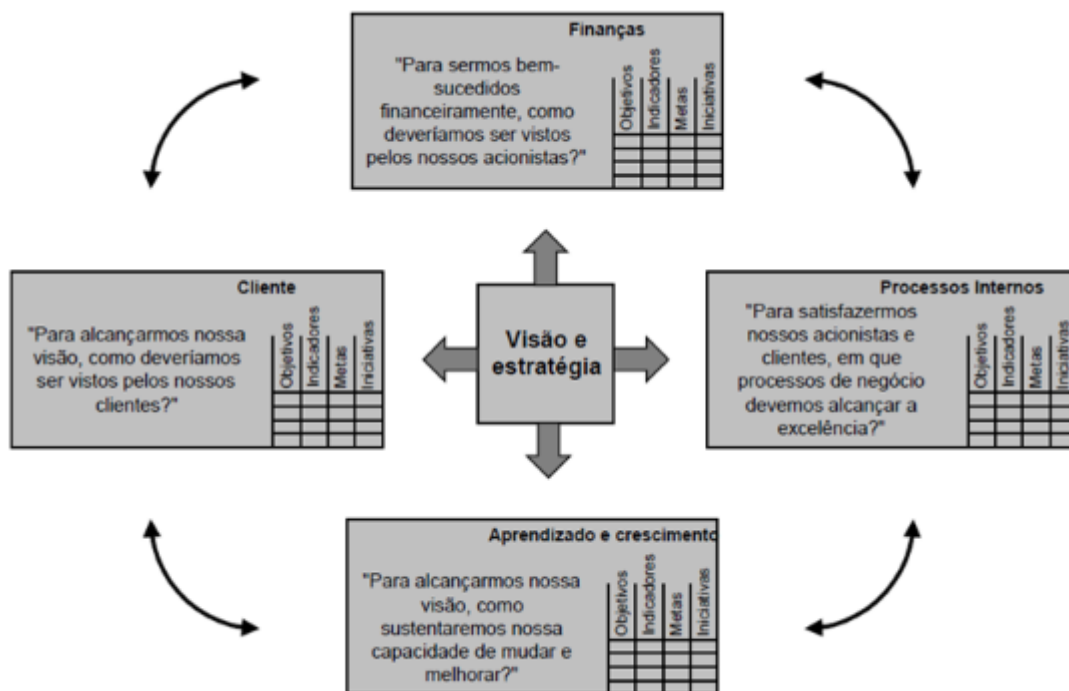 Finanças
"Para sermos bem-
sucedidos
financeiramente, como
deveríamos ser vistos
pelos nossos acionistas?"
Objetivos
Indicadores
Metas
Iniciativas
Cliente
"Para alcançarmos nossa
visão, como deveríamos
ser vistos pelos nossos
clientes?"
Objetivos
Indicadores
Metas
Iniciativas
Visão e
estratégia
Processos Internos
"Para satisfazermos
nossos acionistas e
clientes, em que
processos de negócio
devemos alcançar a
excelência?"
Objetivos
Indicadores
Metas
Iniciativas
Aprendizado e crescimento
"Para alcançarmos nossa
visão, como
sustentaremos nossa
capacidade de mudar e
melhorar?"
Objetivos
Indicadores
Metas
Iniciativas